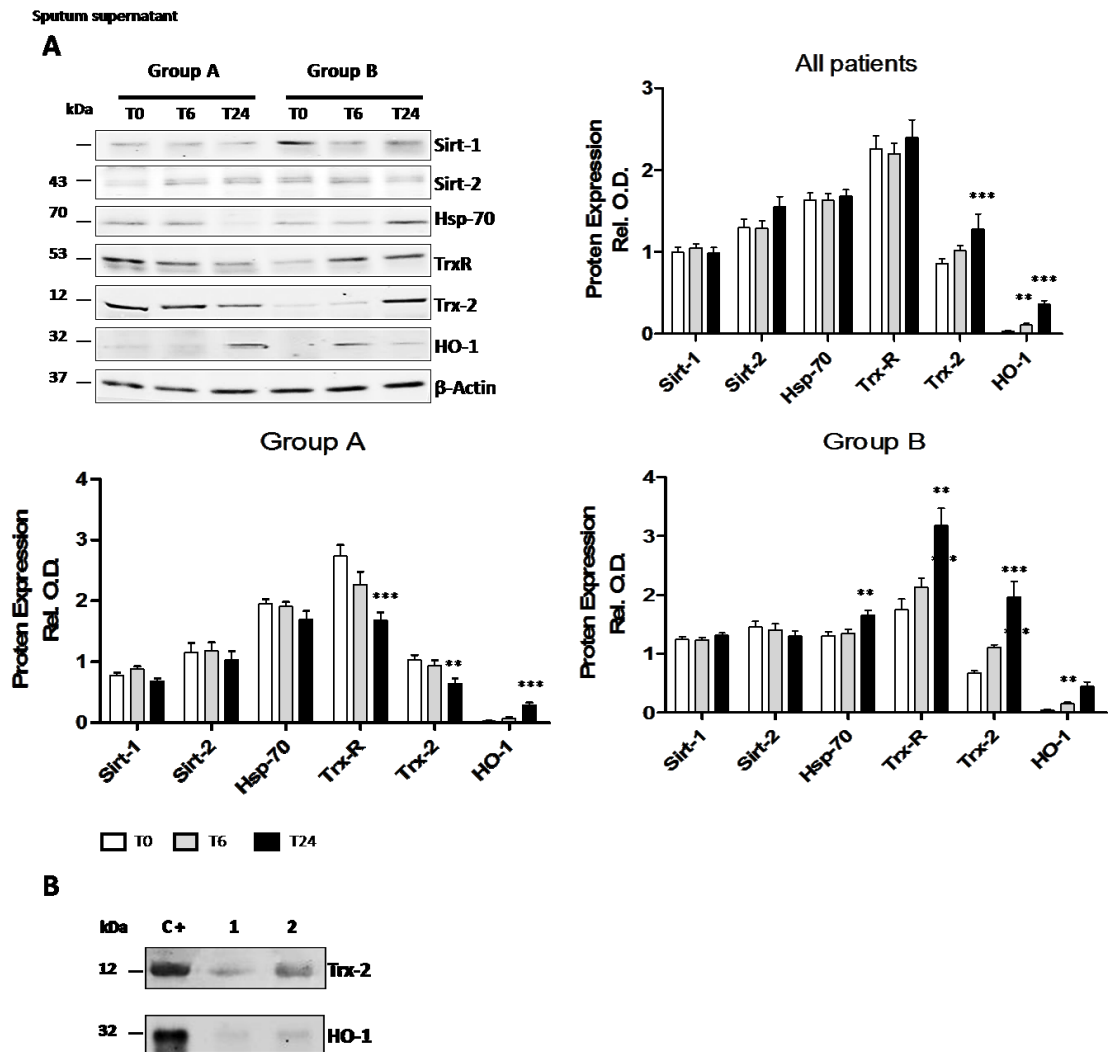 Sputum supernatant
A
Group A Group B
kDa T0 T6 T24 T0 T6 T24
Sirt-1
43 Sirt-2
70 Hsp-70
53 TrxR
12 Trx-2
32 HO-1
37 β-Actin
All patients
Proten Expression
Rel. O.D.
3
2
1
0
*** ** ***
Sirt-1 Sirt-2 Hsp-70 Trx-R Trx-2 HO-1
Group A
Proten Expression
Rel. O.D.
4
3
2
1
0
*** ** ***
Sirt-1 Sirt-2 Hsp-70 Trx-R Trx-2 HO-1
Group B
Proten Expression
Rel. O.D.
4
3
2
1
0
** ** *** **
Sirt-1 Sirt-2 Hsp-70 Trx-R Trx-2 HO-1
T0 T6 T24
B
kDa C+ 1 2
12 Trx-2
32 HO-1